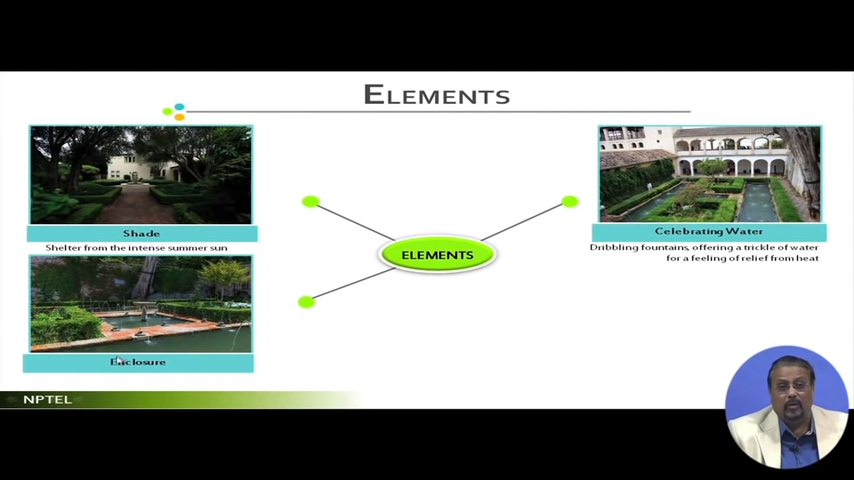 ELEMENTS
Shade
Shelter from the intense summer sun
Enclosure
ELEMENTS
Celebrating Water
Dribbling fountains, offering a trickle of water
for a feeling of relief from heat
NPTEL